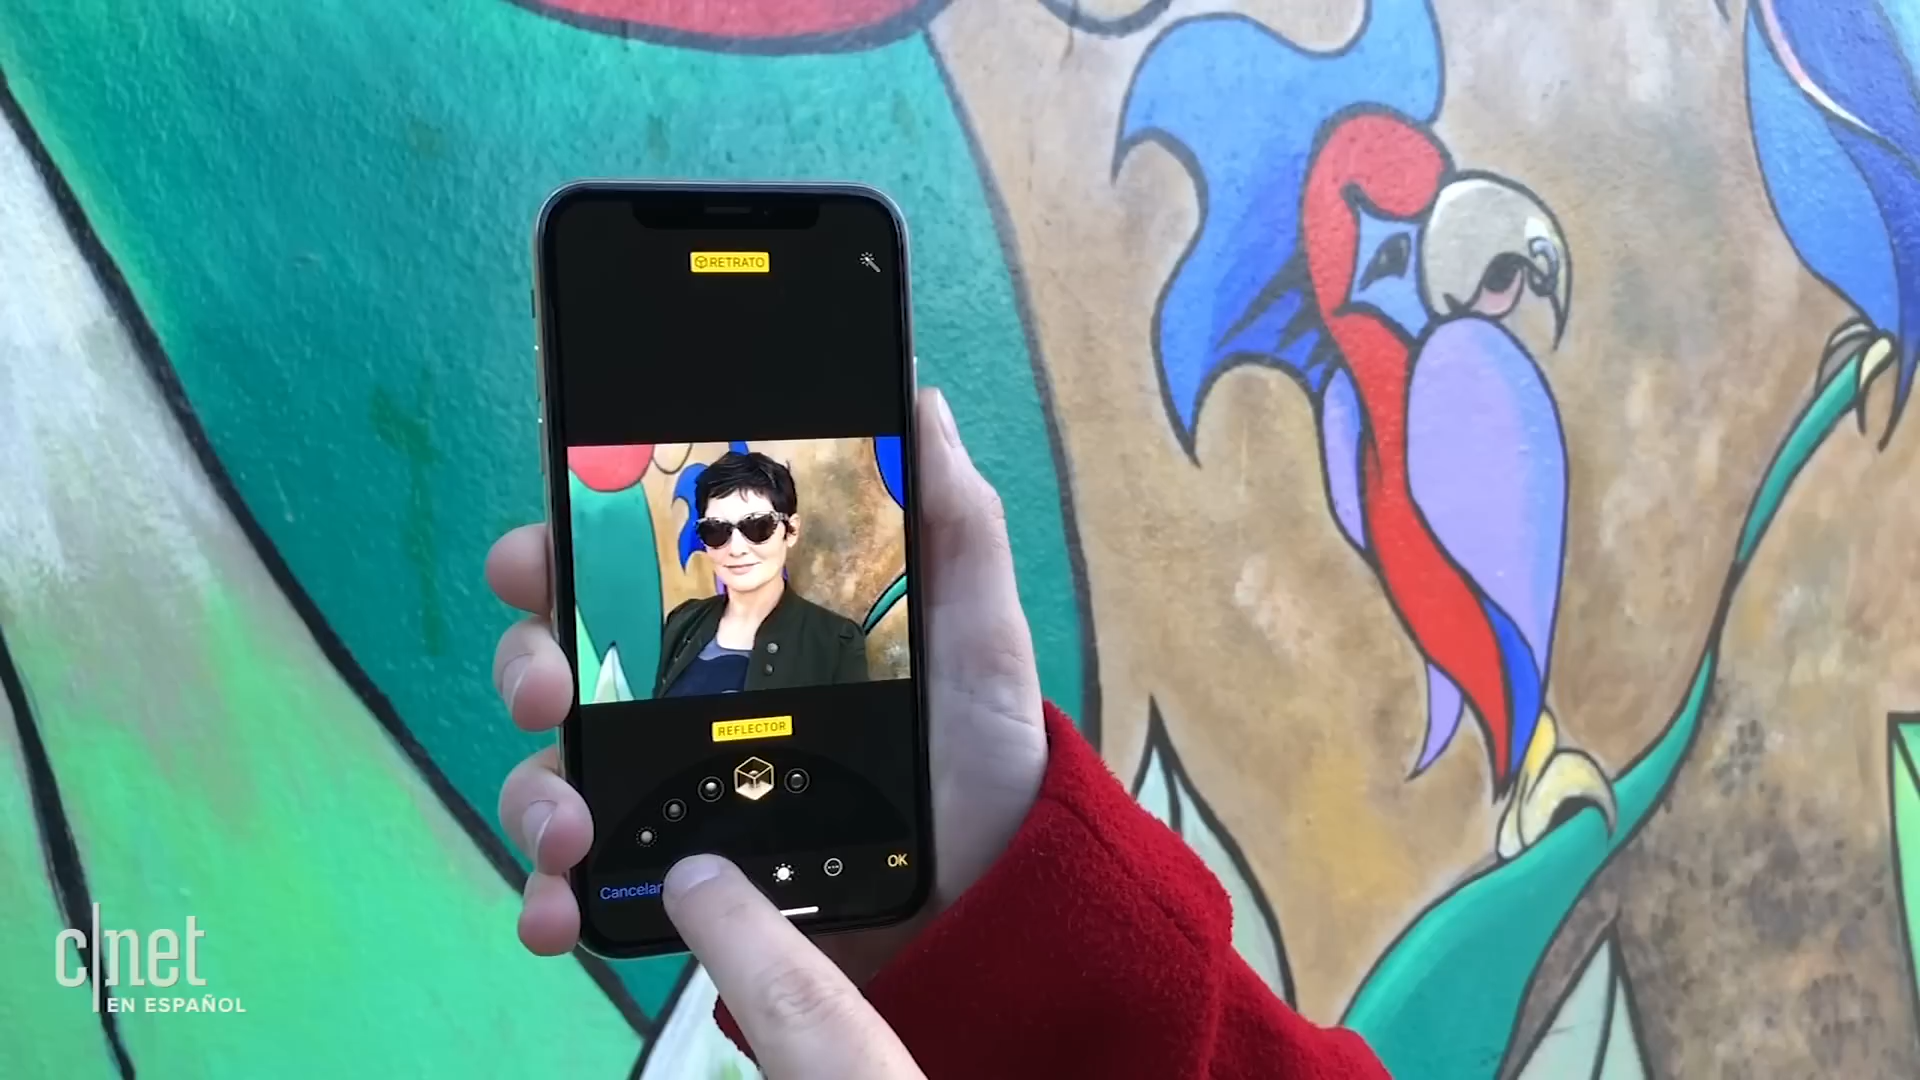 RETRATO
REFLECTOR
Cancelar
OK
c|net
EN ESPAÑOL